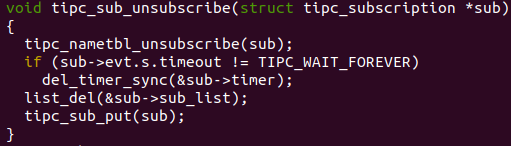 void tipc_sub_unsubscribe(struct tipc_subscription *sub)
{
  tipc_nametbl_unsubscribe(sub);
  if (sub->evt.s.timeout != TIPC_WAIT_FOREVER)
    del_timer_sync(&sub->timer);
  list_del(&sub->sub_list);
  tipc_sub_put(sub);
}